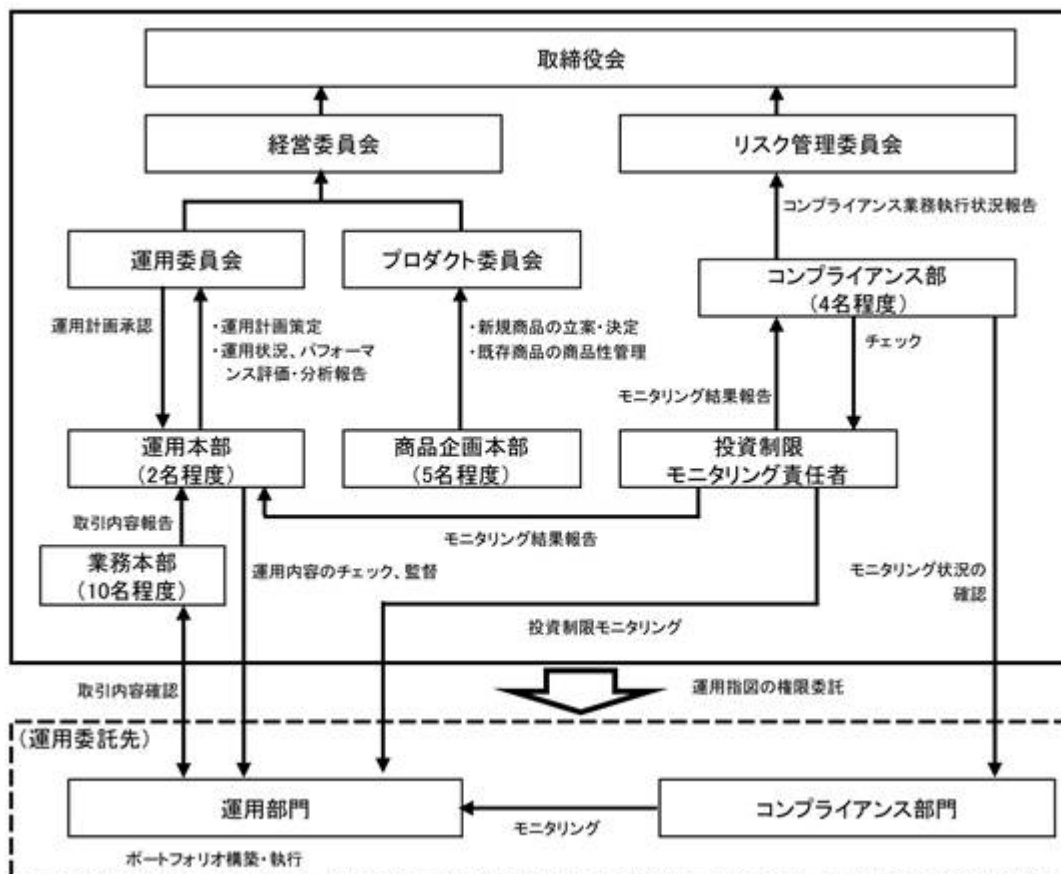 取締役会
経営委員会
リスク管理委員会
コンプライアンス業務執行状況報告
運用委員会
プロダクト委員会
コンプライアンス部
(4名程度)
運用計画承認
・運用計画策定
・運用状況、パフォーマ
ンス評価・分析報告
・新規商品の立案・決定
・既存商品の商品性管理
チェック
モニタリング結果報告
運用本部
(2名程度)
商品企画本部
(5名程度)
投資制限
モニタリング責任者
取引内容報告
モニタリング結果報告
業務本部
(10名程度)
運用内容のチェック、監督
モニタリング状況の
確認
投資制限モニタリング
取引内容確認
運用指図の権限委託
(運用委託先)
運用部門
モニタリング
コンプライアンス部門
ポートフォリオ構築・執行